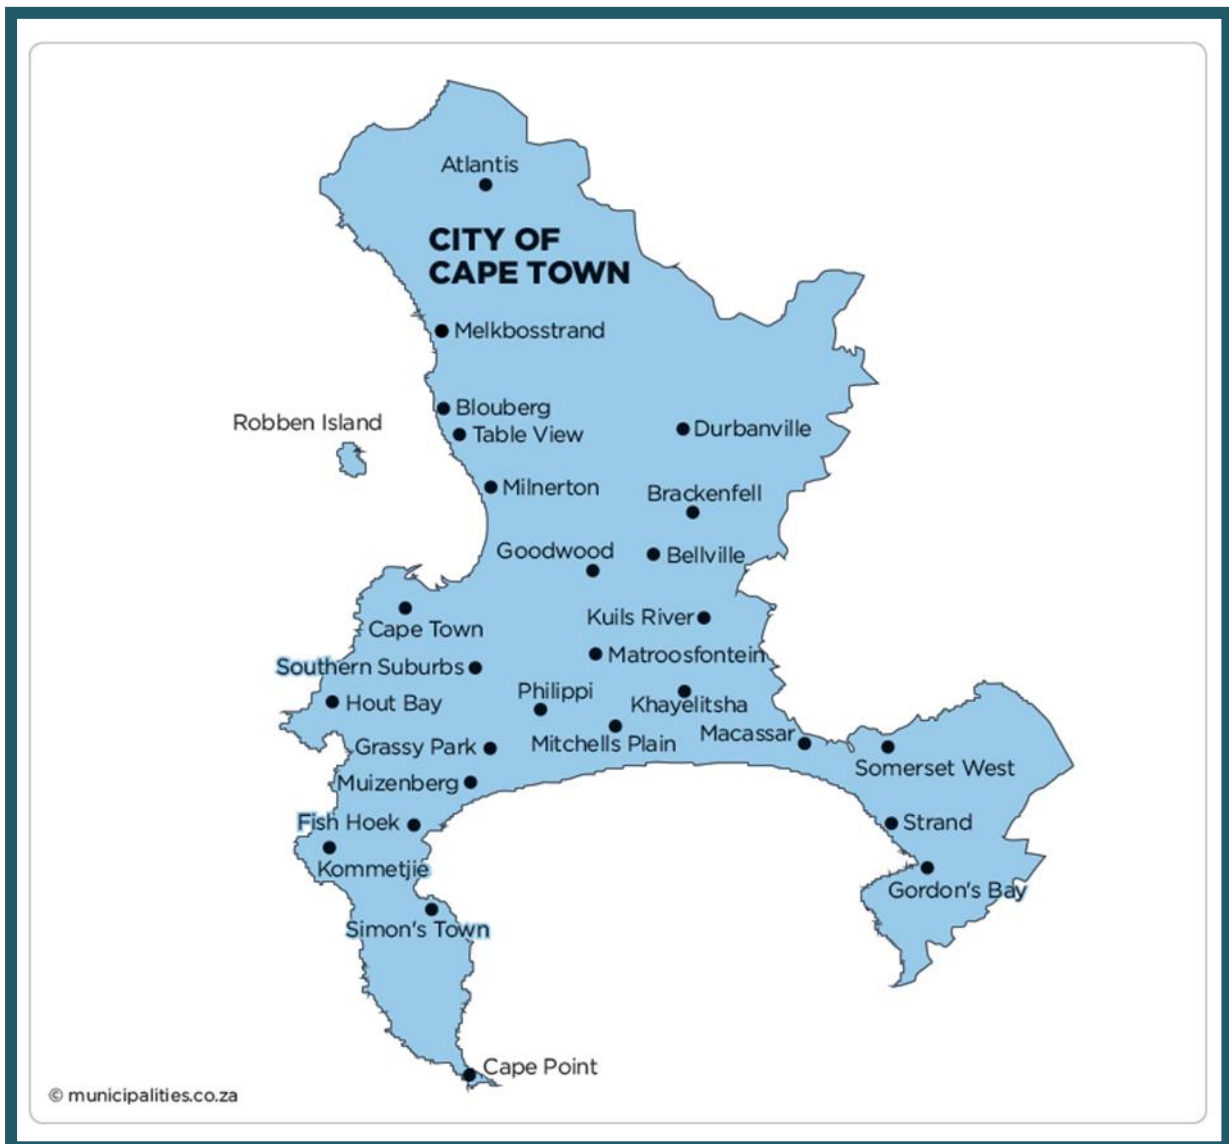 Atlantis
CITY OF
CAPE TOWN
Melkbosstrand
Blouberg
Robben Island
Table View
Durbanville
Milnerton
Brackenfell
Goodwood
Bellville
Kuils River
Cape Town
Matroosfontein
Southern Suburbs
Philippi
Hout Bay
Khayelitsha
Macassar
Mitchells Plain
Grassy Park
Somerset West
Muizenberg
Fish Hoek
Strand
Kommetjie
Gordon's Bay
Simon's Town
Cape Point
© municipalities.co.za